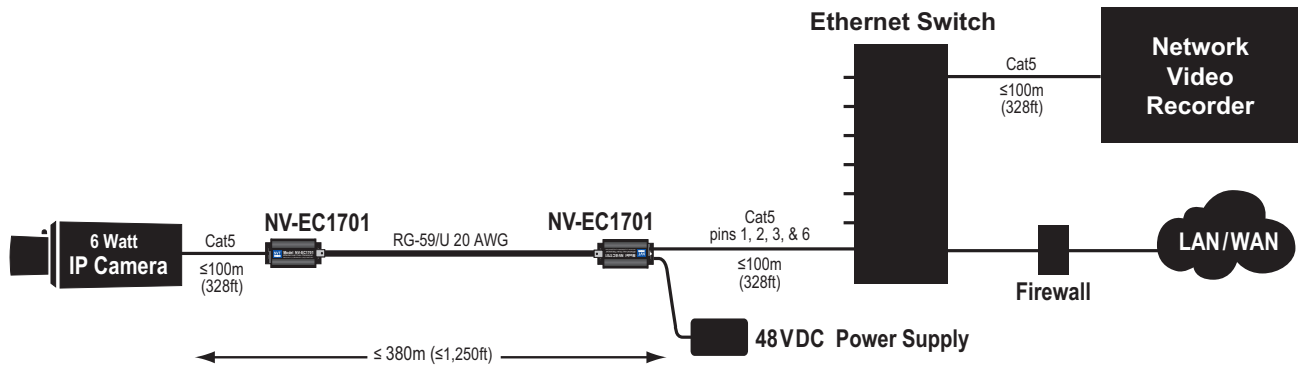 Ethernet Switch
Network
Video
Recorder
Cat5
≤100m
(328ft)
6 Watt
IP Camera
Cat5
≤100m
(328ft)
NV-EC1701
RG-59/U 20 AWG
NV-EC1701
Cat5
pins 1, 2, 3, & 6
≤100m
(328ft)
Firewall
LAN/WAN
48VDC Power Supply
≤ 380m (≤1,250ft)